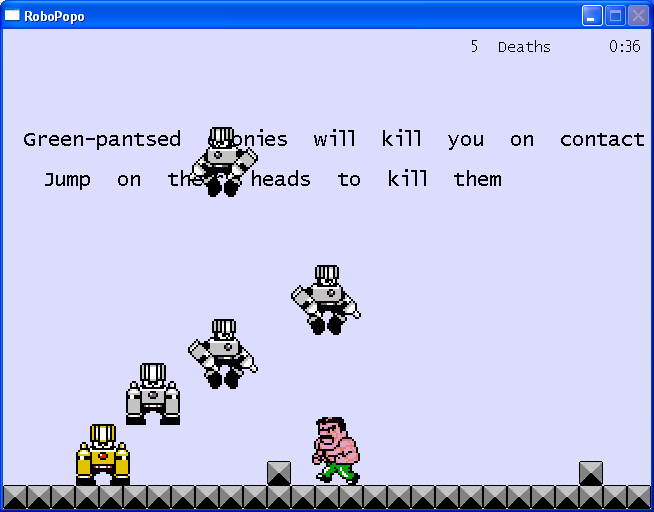 RoboPopo
5 Deaths 0:36
Green-pantsed will kill you on contact
Jump on heads to kill them